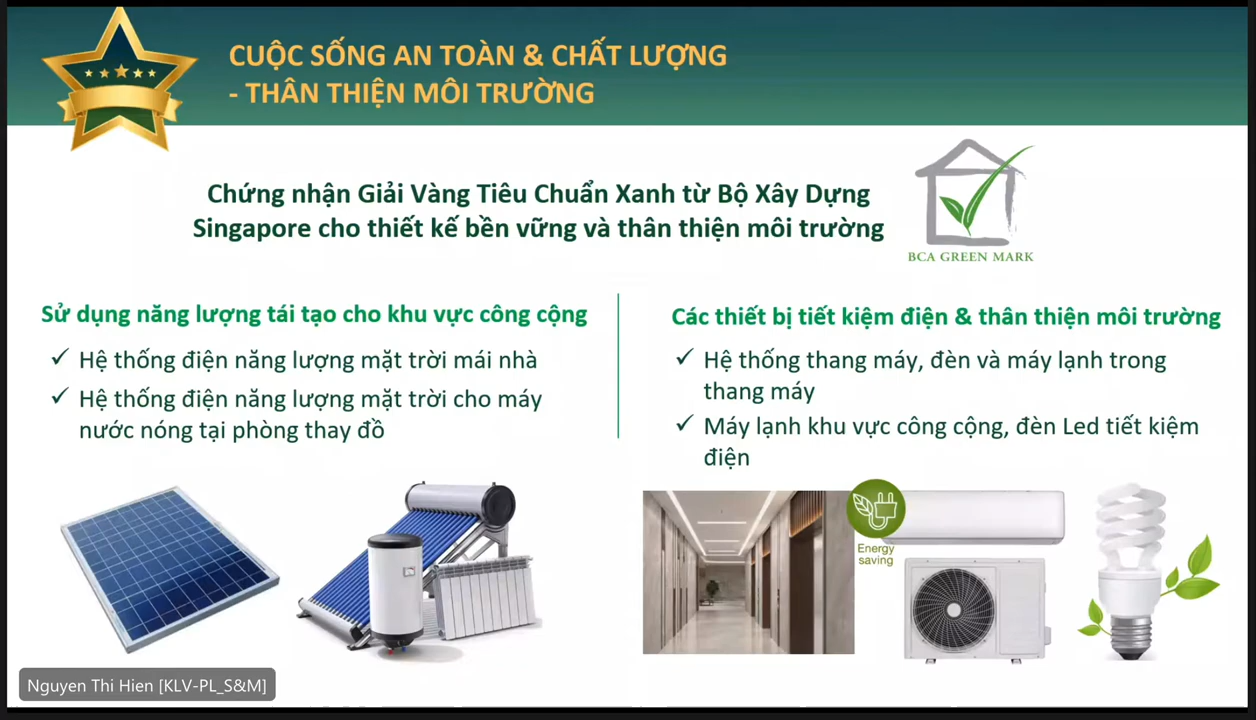 CUỘC SỐNG AN TOÀN & CHẤT LƯỢNG
- THÂN THIỆN MÔI TRƯỜNG
Chứng nhận Giải Vàng Tiêu Chuẩn Xanh từ Bộ Xây Dựng
Singapore cho thiết kế bền vững và thân thiện môi trường
BCA GREEN MARK
Sử dụng năng lượng tái tạo cho khu vực công cộng
✓ Hệ thống điện năng lượng mặt trời mái nhà
✓ Hệ thống điện năng lượng mặt trời cho máy
nước nóng tại phòng thay đồ
Các thiết bị tiết kiệm điện & thân thiện môi trường
✓ Hệ thống thang máy, đèn và máy lạnh trong
thang máy
✓ Máy lạnh khu vực công cộng, đèn Led tiết kiệm
điện
Energy
saving
Nguyen Thi Hien [KLV-PL_S&M]